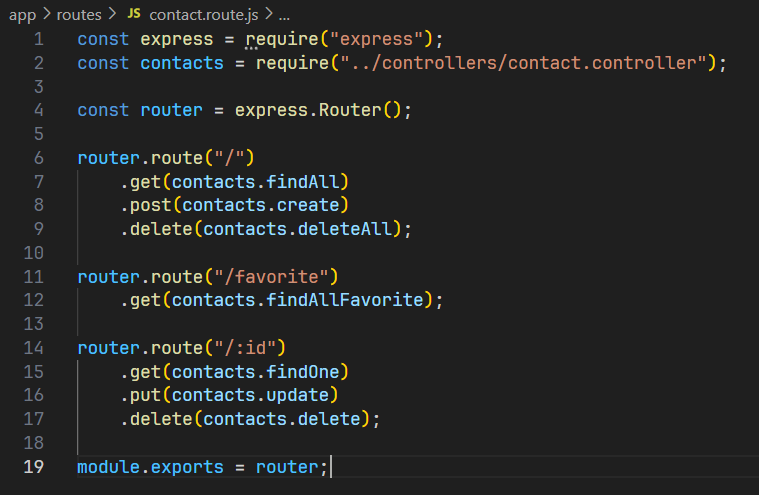 app > routes > JS contact.route.js > ...
1 const express = require("express");
2 const contacts = require("../controllers/contact.controller");
3
4 const router = express.Router();
5
6 router.route("/")
7     .get(contacts.findAll)
8     .post(contacts.create)
9     .delete(contacts.deleteAll);
10
11 router.route("/favorite")
12     .get(contacts.findAllFavorite);
13
14 router.route("/:id")
15     .get(contacts.findOne)
16     .put(contacts.update)
17     .delete(contacts.delete);
18
19 module.exports = router;